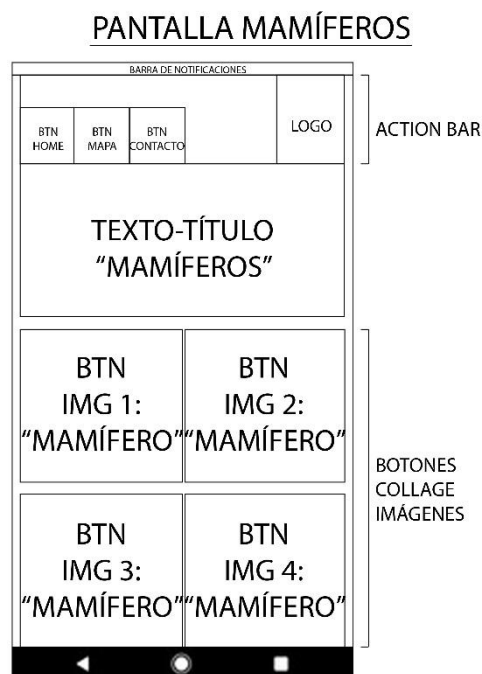 PANTALLA MAMÍFEROS
BARRA DE NOTIFICACIONES
BTN
HOME
BTN
MAPA
BTN
CONTACTO
LOGO
ACTION BAR
TEXTO-TÍTULO
“MAMÍFEROS”
BTN
IMG 1:
“MAMÍFERO”
BTN
IMG 2:
“MAMÍFERO”
BOTONES
COLLAGE
IMÁGENES
BTN
IMG 3:
“MAMÍFERO”
BTN
IMG 4:
“MAMÍFERO”